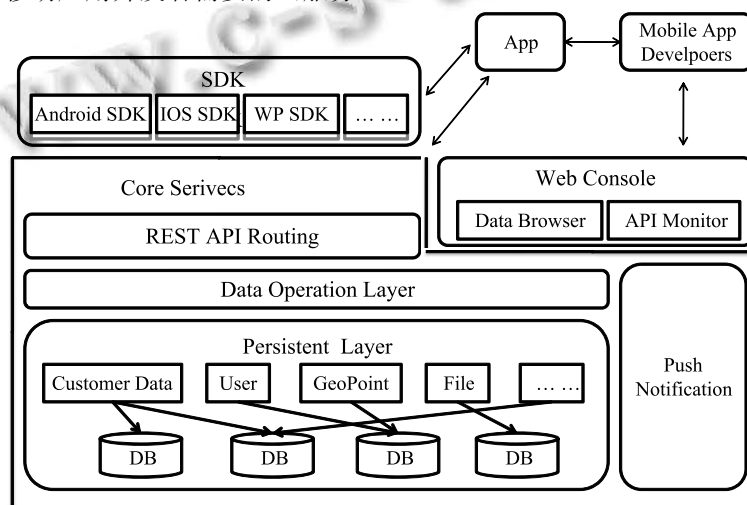 App
Mobile App
Develpoers
SDK
Android SDK
IOS SDK
WP SDK
… …
Core Serivecs
Web Console
Data Browser
API Monitor
REST API Routing
Data Operation Layer
Persistent Layer
Customer Data
User
GeoPoint
File
… …
DB
DB
DB
DB
Push
Notification